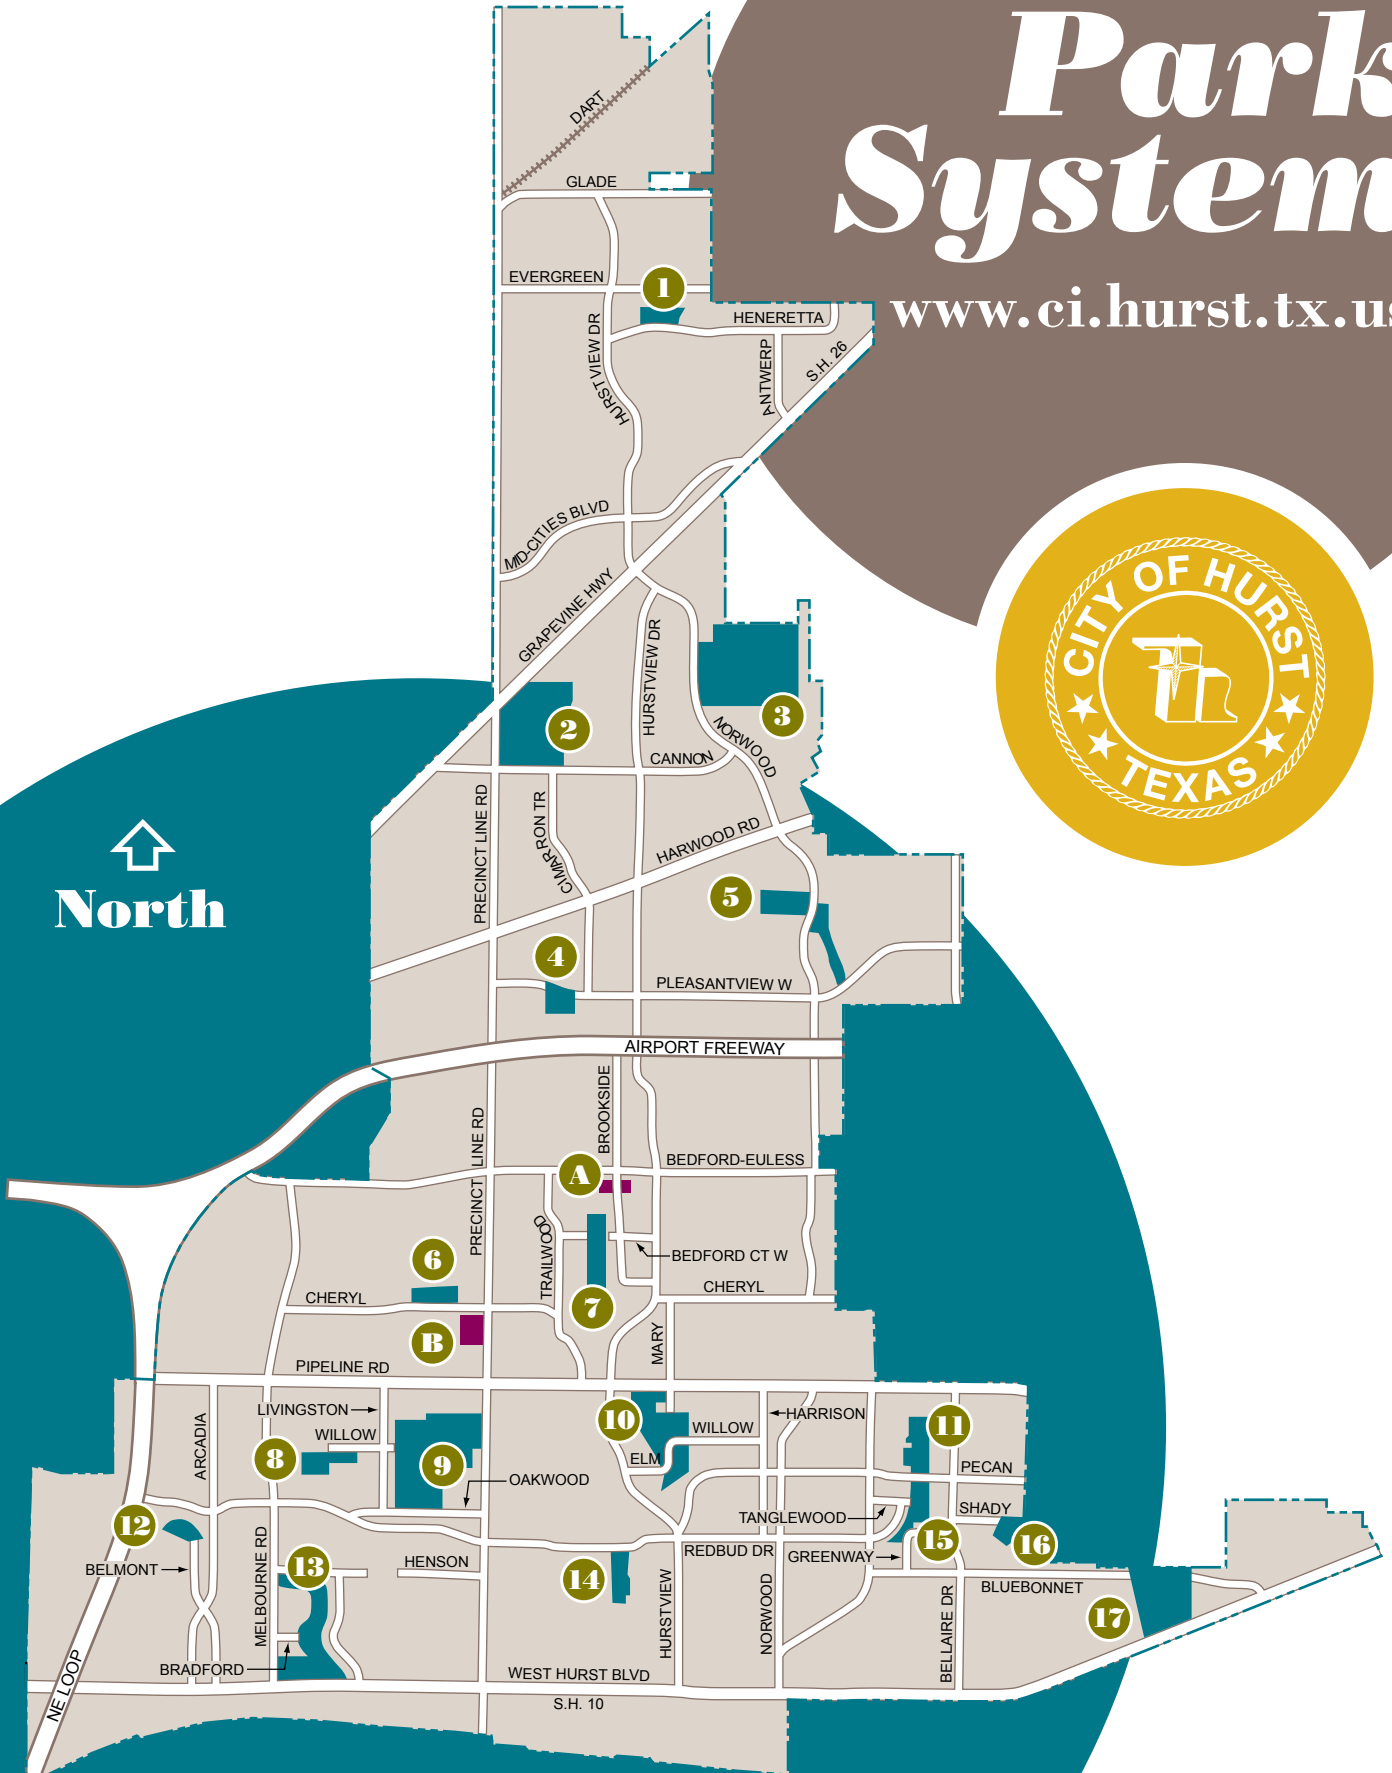 Park
System
www.ci.hurst.tx.us
CITY OF HURST
TEXAS
North
DART
GLADE
EVERGREEN
1
HENERETTA
HURSTVIEW DR
ANTWERP
S.H. 26
MID-CITIES BLVD
GRAPEVINE HWY
HURSTVIEW DR
2
3
NORWOOD
CANNON
PRECINCT LINE RD
CIMARRON TR
HARWOOD RD
5
4
PLEASANTVIEW W
AIRPORT FREEWAY
BROOKSIDE
PRECINCT LINE RD
A
BEDFORD-EULESS
TRAILWOOD
BEDFORD CT W
6
CHERYL
CHERYL
7
B
MARY
PIPELINE RD
LIVINGSTON
HARRISON
10
11
ARCADIA
WILLOW
WILLOW
8
9
ELM
PECAN
OAKWOOD
SHADY
TANGLEWOOD
12
15
16
REDBUD DR
GREENWAY
BELMONT
13
HENSON
14
BLUEBONNET
MELBOURNE RD
HURSTVIEW
NORWOOD
BELLAIRE DR
17
BRADFORD
WEST HURST BLVD
S.H. 10
NE LOOP